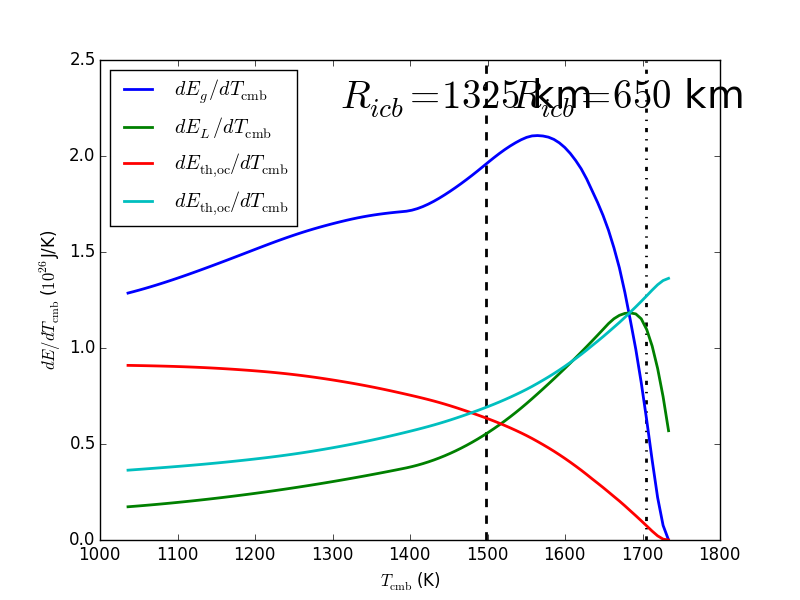 2.5
2.0
1.5
1.0
0.5
0.0
dE/dT_cmb (10^26 J/K)
dE_g/dT_cmb
dE_L/dT_cmb
dE_th,oc/dT_cmb
dE_th,oc/dT_cmb
R_icb=1325 km
R_icb=650 km
1000 1100 1200 1300 1400 1500 1600 1700 1800
T_cmb (K)